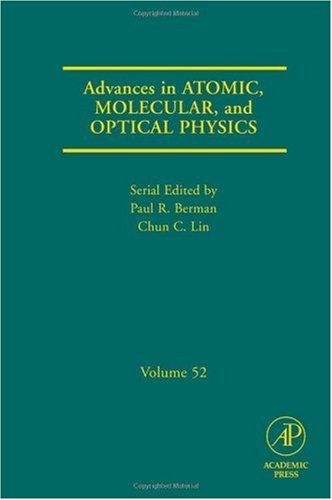 Advances in ATOMIC,
MOLECULAR, and
OPTICAL PHYSICS
Serial Edited by
Paul R. Berman
Chun C. Lin
Volume 52
AP
ACADEMIC
PRESS